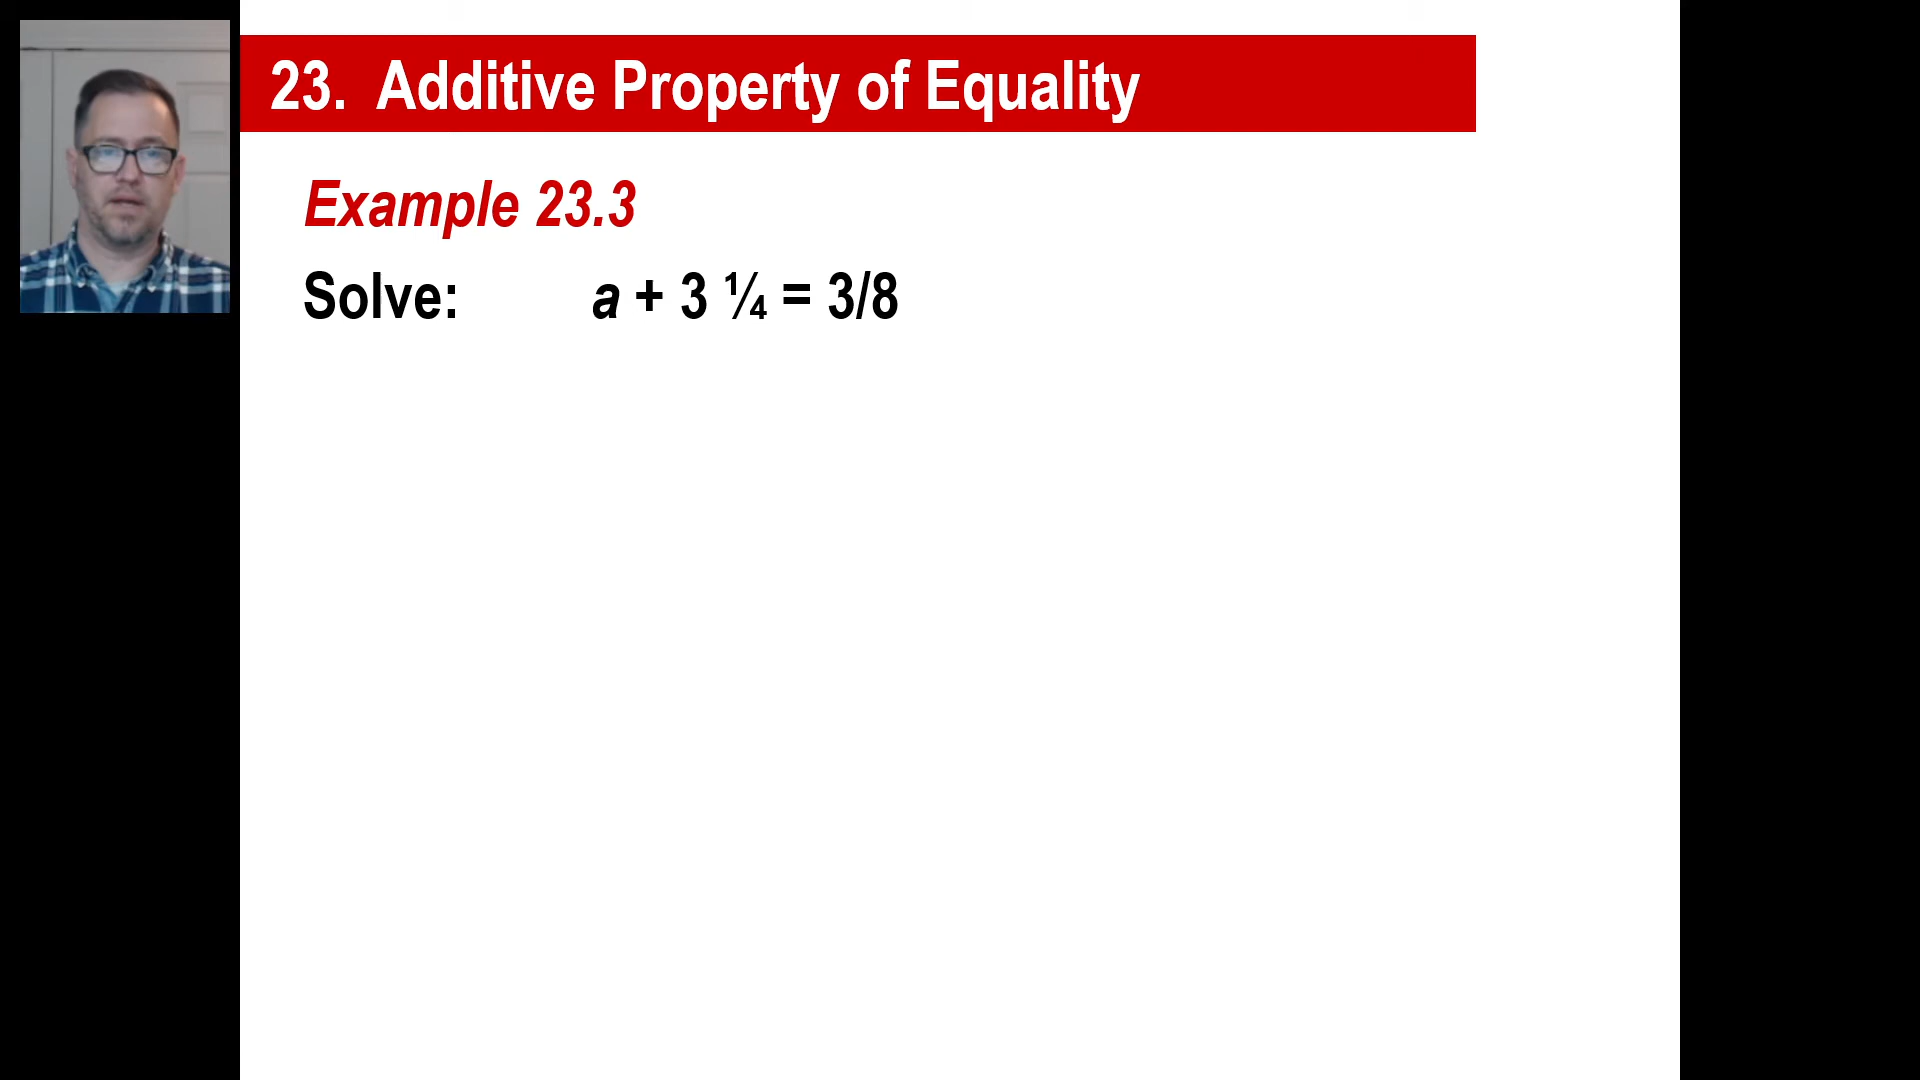 23. Additive Property of Equality
Example 23.3
Solve: a + 3 ¼ = 3/8